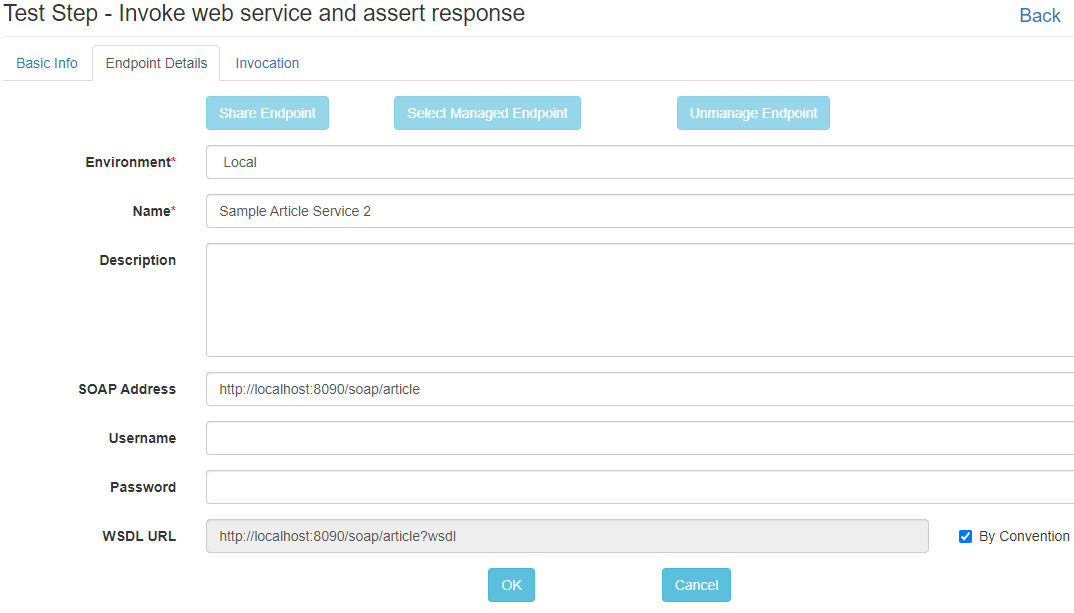 Test Step - Invoke web service and assert response Back
Basic Info Endpoint Details Invocation
Share Endpoint Select Managed Endpoint Unmanage Endpoint
Environment* Local
Name* Sample Article Service 2
Description
SOAP Address http://localhost:8090/soap/article
Username
Password
WSDL URL http://localhost:8090/soap/article?wsdl By Convention
OK Cancel